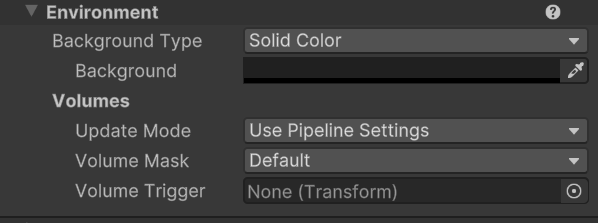 Environment
Background Type Solid Color
Background
Volumes
Update Mode Use Pipeline Settings
Volume Mask Default
Volume Trigger None (Transform)